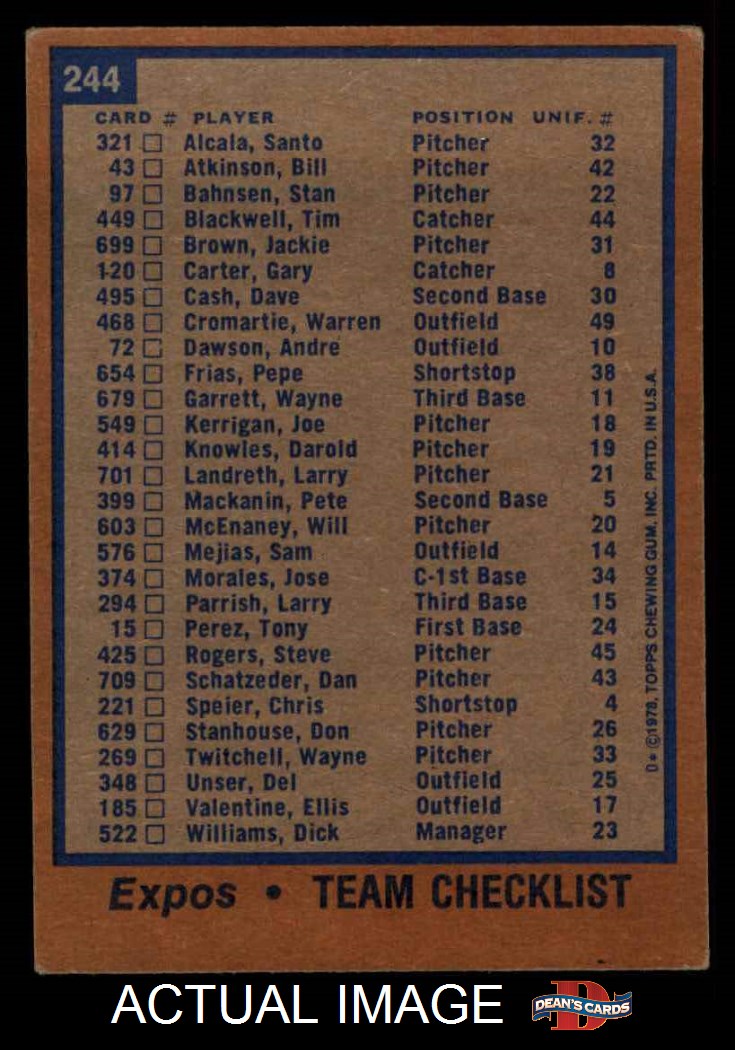 244
CARD # PLAYER POSITION UNIF. #
321 Alcala, Santo Pitcher 32
43 Atkinson, Bill Pitcher 42
97 Bahnsen, Stan Pitcher 22
449 Blackwell, Tim Catcher 44
699 Brown, Jackie Pitcher 31
120 Carter, Gary Catcher 8
495 Cash, Dave Second Base 30
468 Cromartie, Warren Outfield 49
72 Dawson, Andre Outfield 10
654 Frias, Pepe Shortstop 38
679 Garrett, Wayne Third Base 11
549 Kerrigan, Joe Pitcher 18
414 Knowles, Darold Pitcher 19
701 Landreth, Larry Pitcher 21
399 Mackanin, Pete Second Base 5
603 McEnaney, Will Pitcher 20
576 Mejias, Sam Outfield 14
374 Morales, Jose C-1st Base 34
294 Parrish, Larry Third Base 15
15 Perez, Tony First Base 24
425 Rogers, Steve Pitcher 45
709 Schatzeder, Dan Pitcher 43
221 Speier, Chris Shortstop 4
629 Stanhouse, Don Pitcher 26
269 Twitchell, Wayne Pitcher 33
348 Unser, Del Outfield 25
185 Valentine, Ellis Outfield 17
522 Williams, Dick Manager 23
D* ©1978, TOPPS CHEWING GUM, INC. PRTD. IN U.S.A.
Expos • TEAM CHECKLIST
ACTUAL IMAGE
D
DEAN'S CARDS